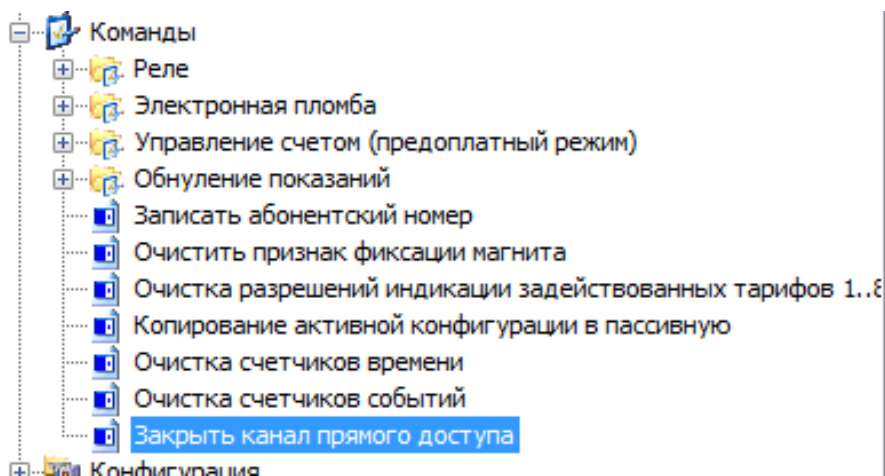 Команды
Реле
Электронная пломба
Управление счетом (предоплатный режим)
Обнуление показаний
Записать абонентский номер
Очистить признак фиксации магнита
Очистка разрешений индикации задействованных тарифов 1..8
Копирование активной конфигурации в пассивную
Очистка счетчиков времени
Очистка счетчиков событий
Закрыть канал прямого доступа
Конфигурация